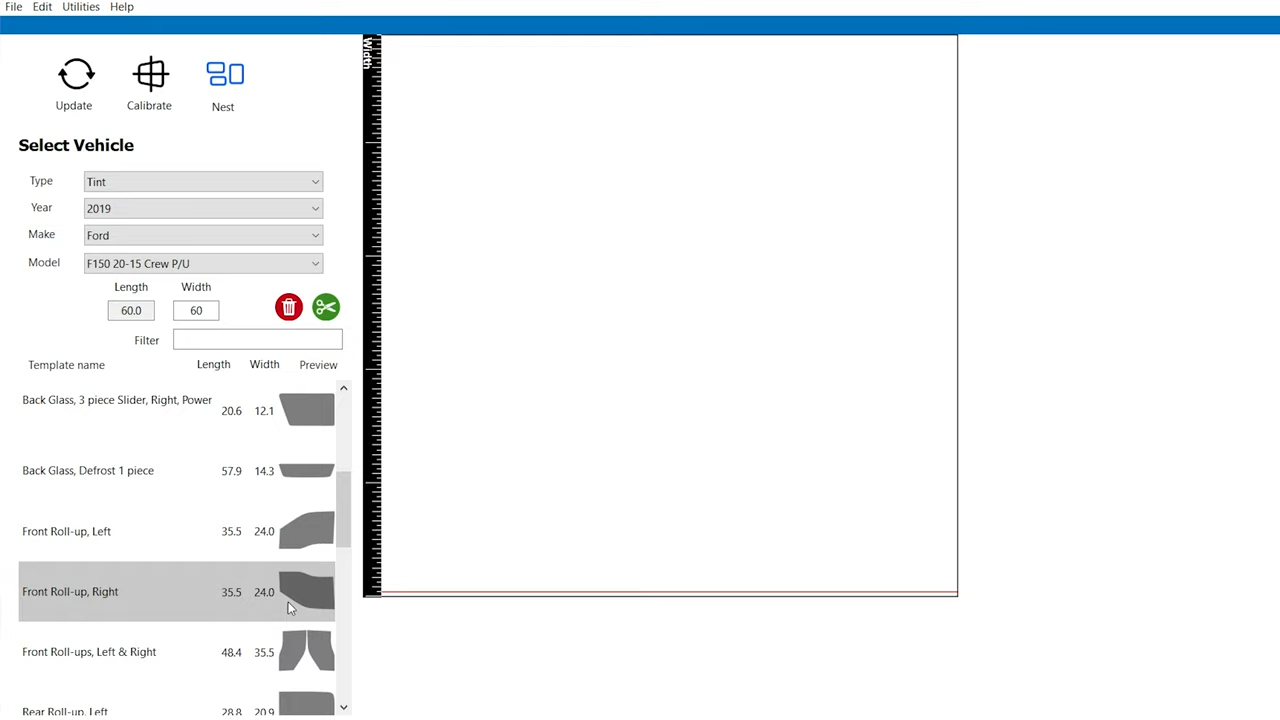 File Edit Utilities Help
Width
Update Calibrate Nest
Select Vehicle
Type Tint
Year 2019
Make Ford
Model F150 20-15 Crew P/U
Length Width
60.0 60
Filter
Template name Length Width Preview
Back Glass, 3 piece Slider, Right, Power 20.6 12.1
Back Glass, Defrost 1 piece 57.9 14.3
Front Roll-up, Left 35.5 24.0
Front Roll-up, Right 35.5 24.0
Front Roll-ups, Left & Right 48.4 35.5
Rear Roll-up, Left 28.8 20.9